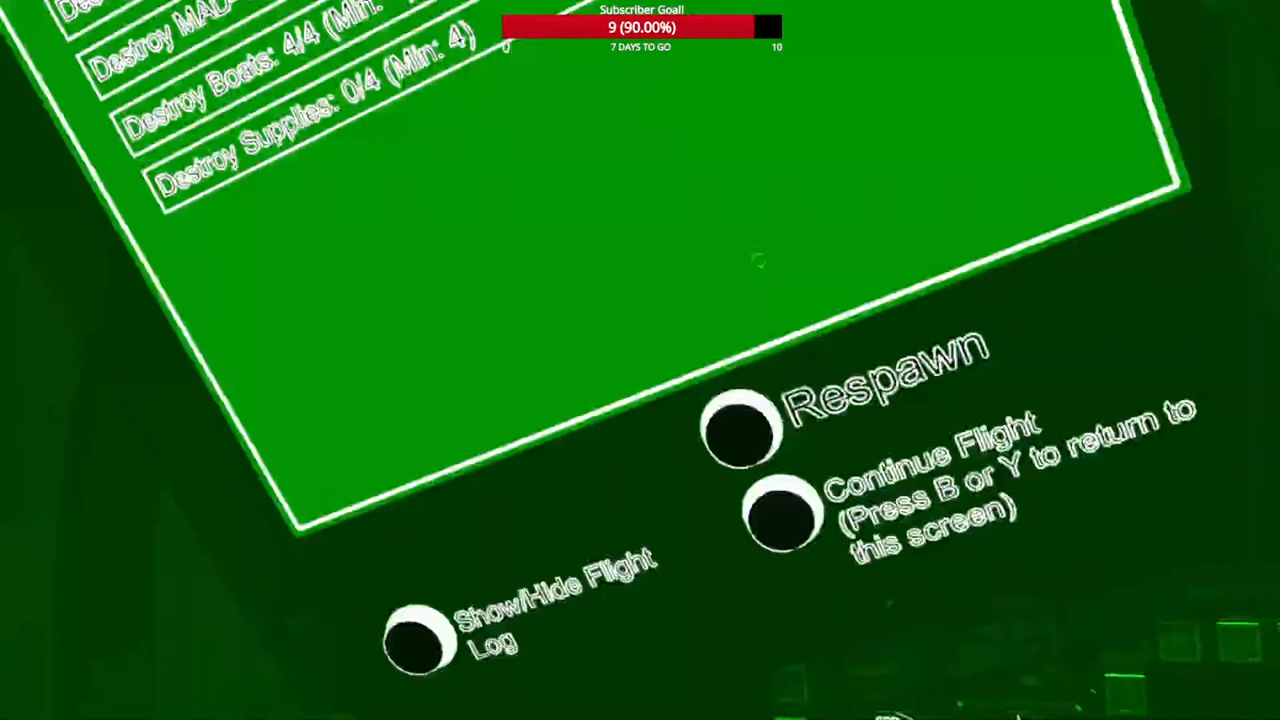 Subscriber Goal!
9 (90.00%)
0
7 DAYS TO GO
10
Destroy
Destroy Boats: 4/4 (Min:
Destroy Supplies: 0/4 (Min: 4)
Respawn
Continue Flight
(Press B or Y to return to
this screen)
Show/Hide Flight
Log